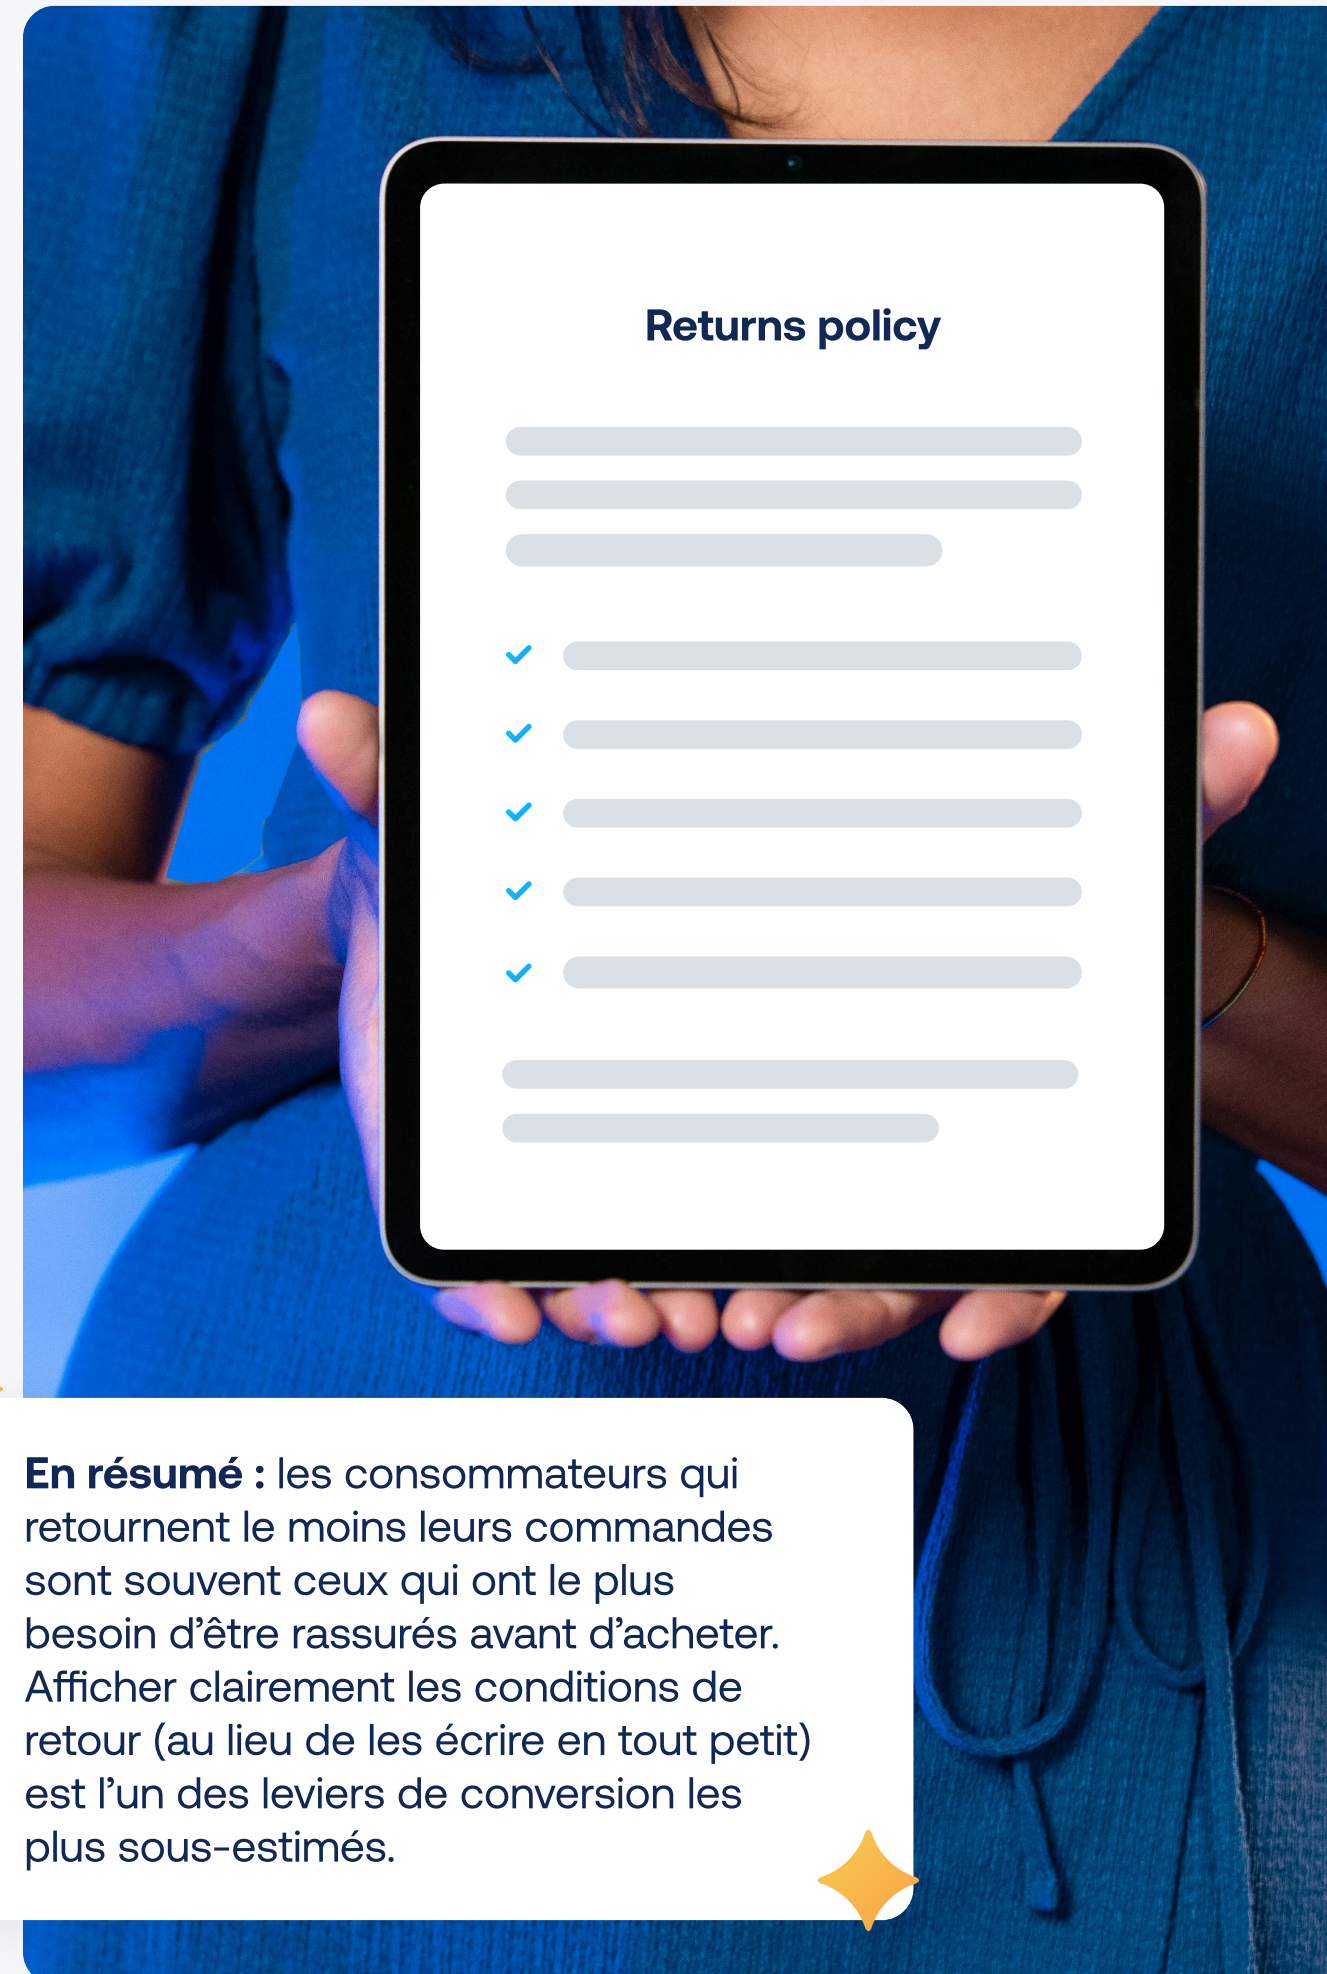 Returns policy
En résumé : les consommateurs qui
retournent le moins leurs commandes
sont souvent ceux qui ont le plus
besoin d’être rassurés avant d’acheter.
Afficher clairement les conditions de
retour (au lieu de les écrire en tout petit)
est l’un des leviers de conversion les
plus sous-estimés.